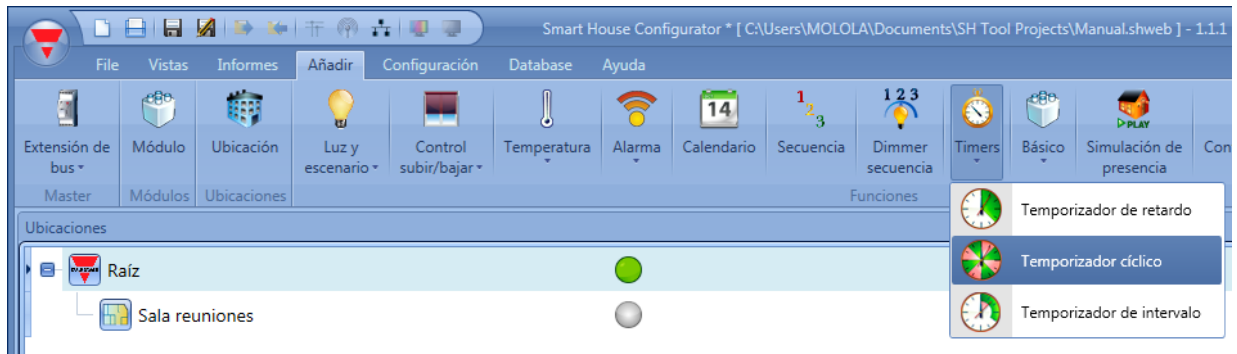 Smart House Configurator * [ C:\Users\MOLOLA\Documents\SH Tool Projects\Manual.shweb ] - 1.1.1
File Vistas Informes Añadir Configuración Database Ayuda
14 1 2 3 1 2 3 PLAY
Extensión de bus Módulo Ubicación Luz y escenario Control subir/bajar Temperatura Alarma Calendario Secuencia Dimmer secuencia Timers Básico Simulación de presencia Con
Master Módulos Ubicaciones Funciones
Temporizador de retardo
Ubicaciones
Temporizador cíclico
Raíz
Temporizador de intervalo
Sala reuniones